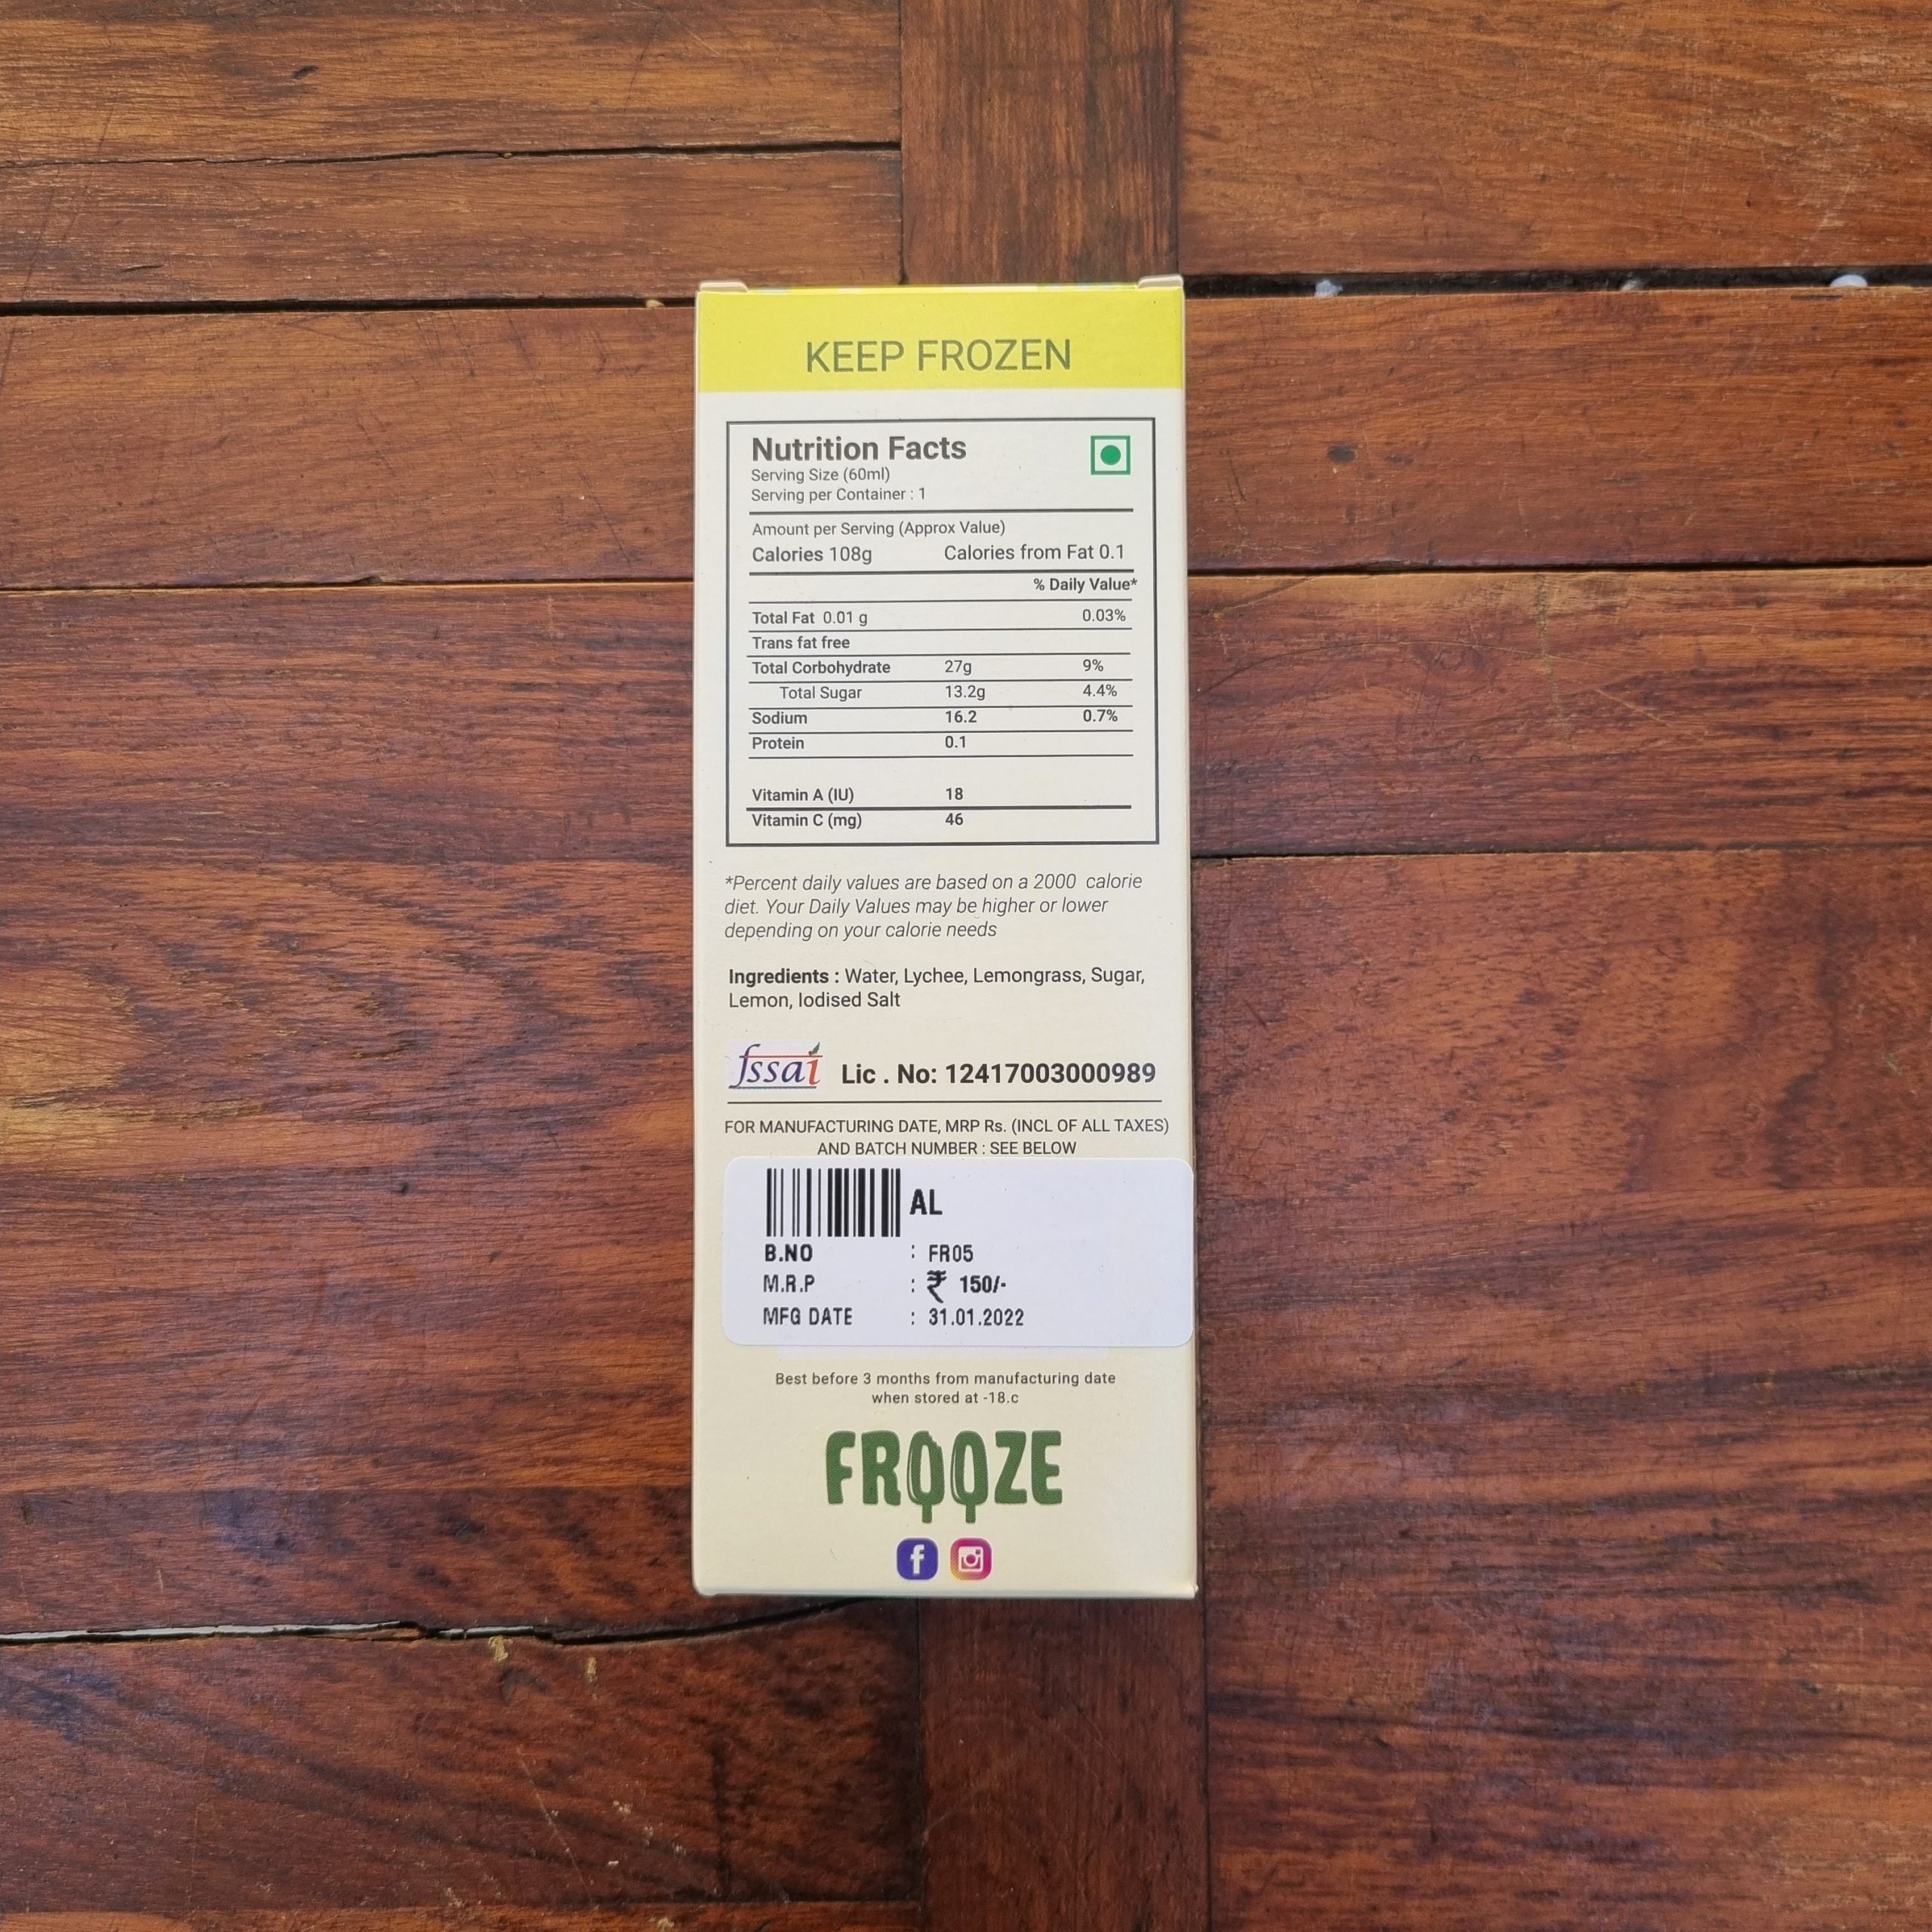 KEEP FROZEN
Nutrition Facts
Serving Size (60ml)
Serving per Container : 1
Amount per Serving (Approx Value)
Calories 108g Calories from Fat 0.1
% Daily Value*
Total Fat 0.01 g 0.03%
Trans fat free
Total Corbohydrate 27g 9%
Total Sugar 13.2g 4.4%
Sodium 16.2 0.7%
Protein 0.1
Vitamin A (IU) 18
Vitamin C (mg) 46
*Percent daily values are based on a 2000 calorie
diet. Your Daily Values may be higher or lower
depending on your calorie needs
Ingredients : Water, Lychee, Lemongrass, Sugar,
Lemon, Iodised Salt
fssai Lic . No: 12417003000989
FOR MANUFACTURING DATE, MRP Rs. (INCL OF ALL TAXES)
AND BATCH NUMBER : SEE BELOW
AL
B.NO : FR05
M.R.P : ₹ 150/-
MFG DATE : 31.01.2022
Best before 3 months from manufacturing date
when stored at -18.c
FROOZE